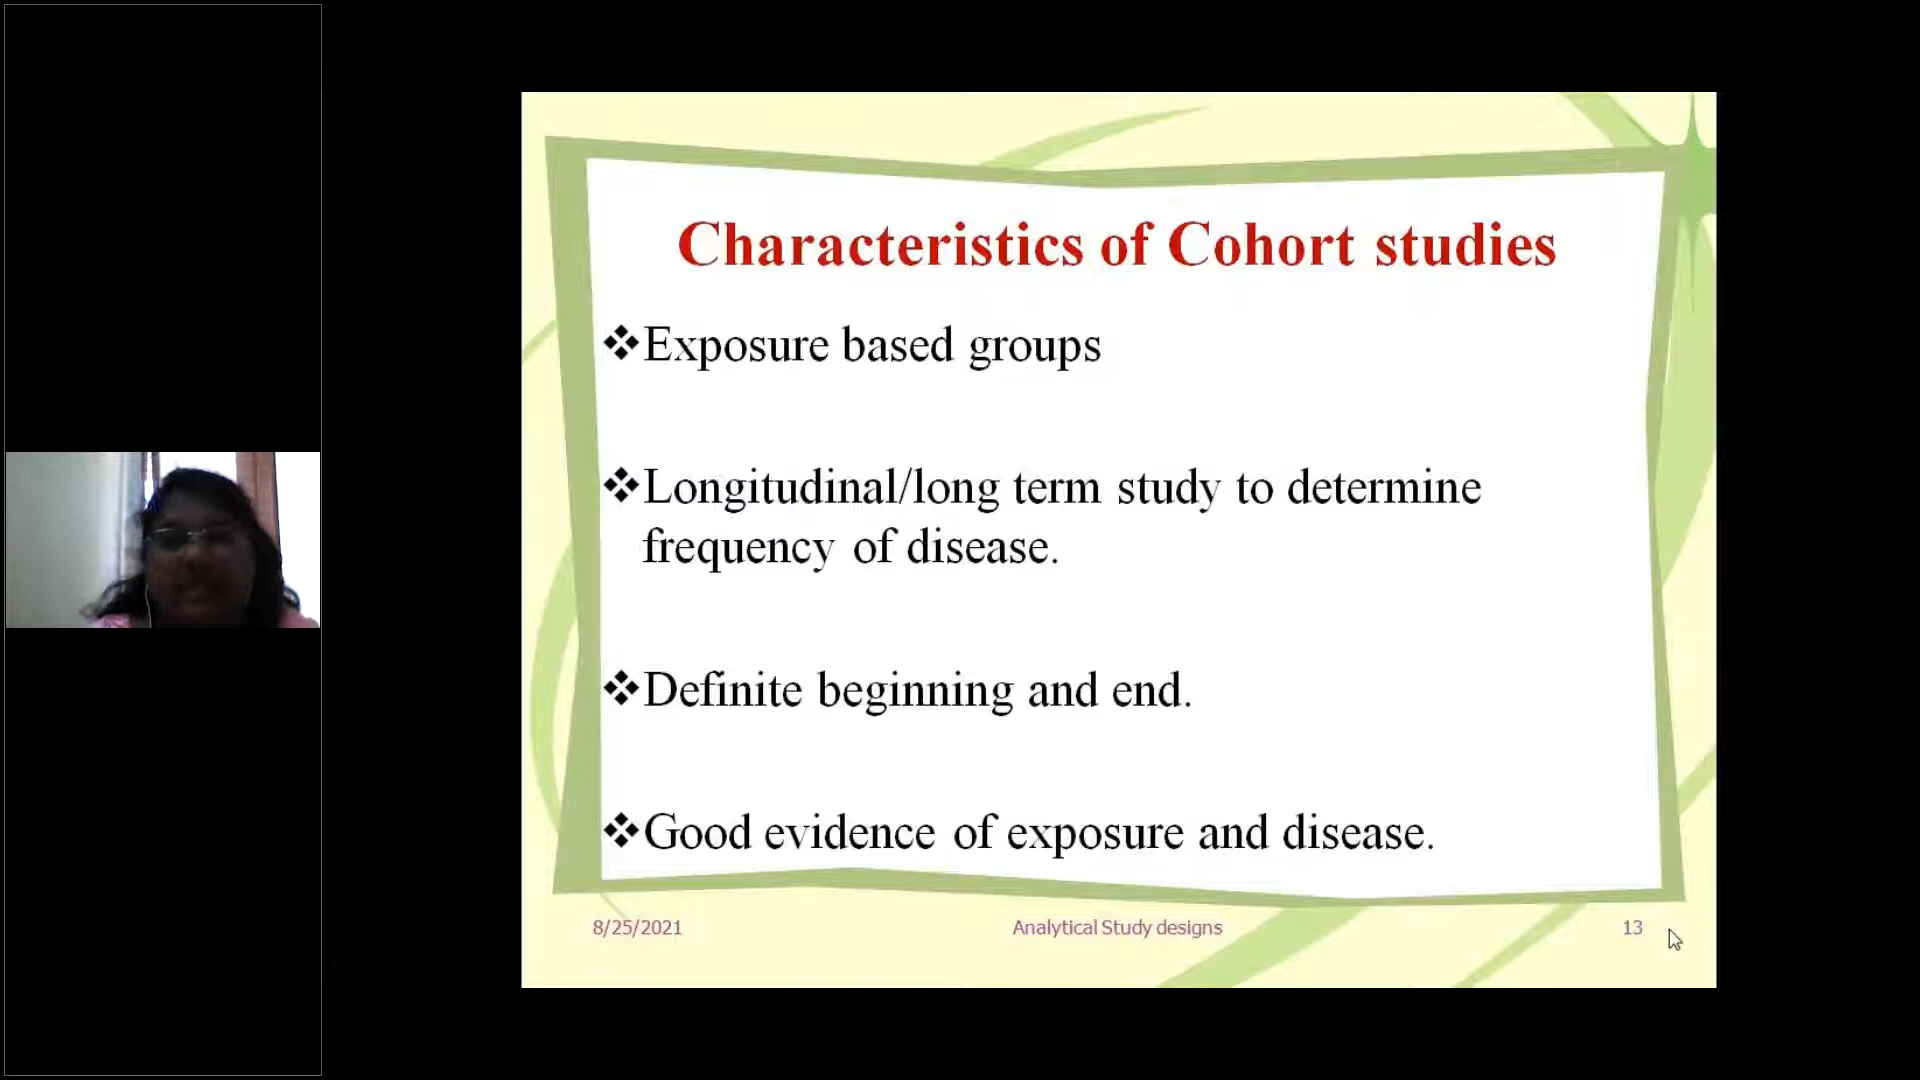 Characteristics of Cohort studies
❖Exposure based groups
❖Longitudinal/long term study to determine
frequency of disease.
❖Definite beginning and end.
❖Good evidence of exposure and disease.
8/25/2021 Analytical Study designs 13